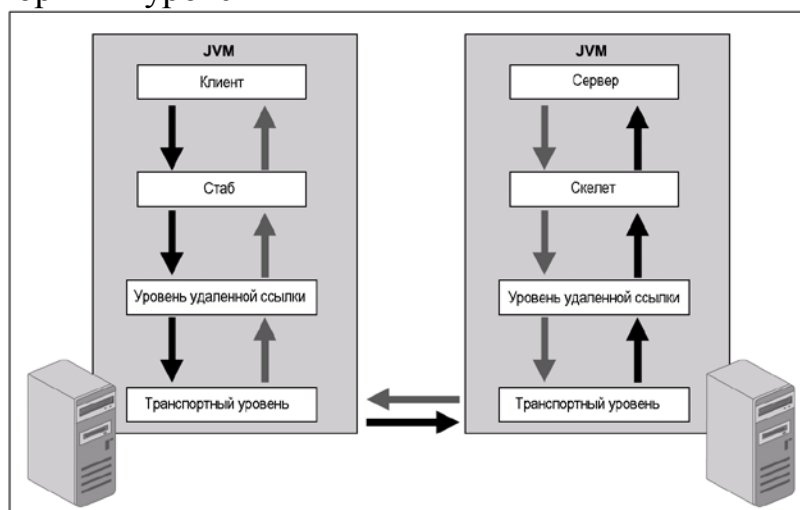 JVM
Клиент
Стаб
Уровень удаленной ссылки
Транспортный уровень
JVM
Сервер
Скелет
Уровень удаленной ссылки
Транспортный уровень